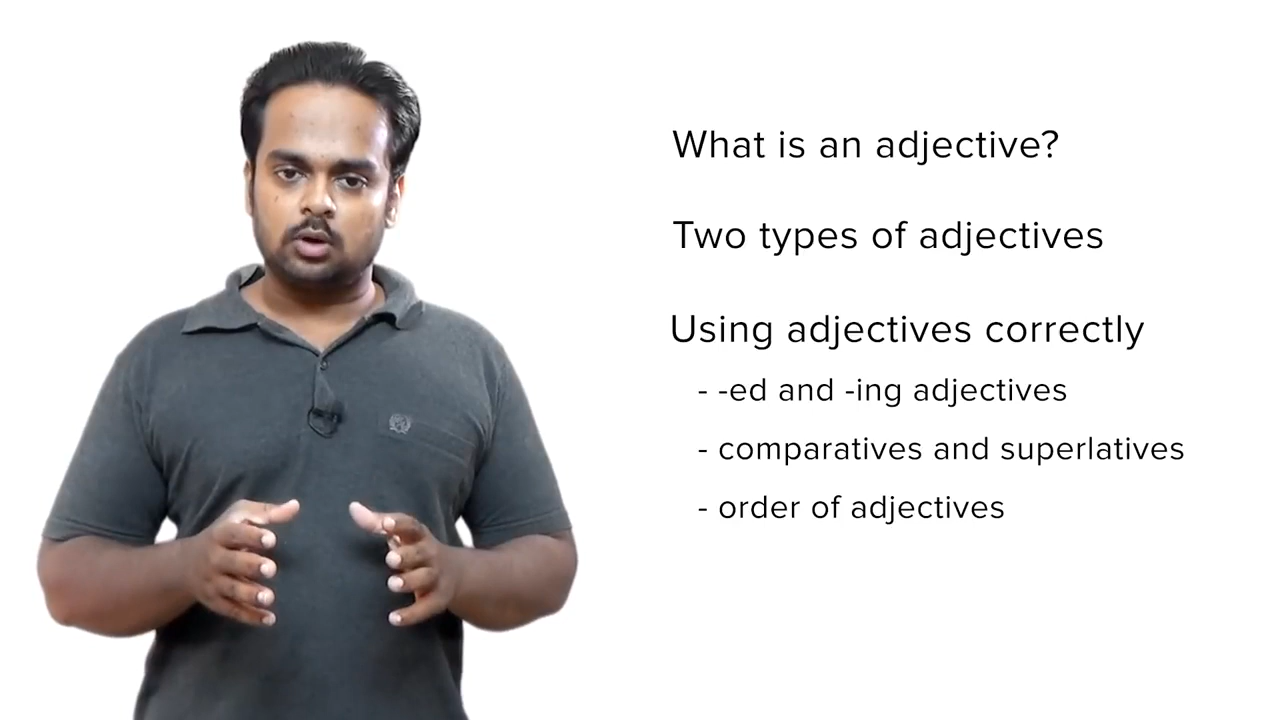 What is an adjective?
Two types of adjectives
Using adjectives correctly
- -ed and -ing adjectives
- comparatives and superlatives
- order of adjectives